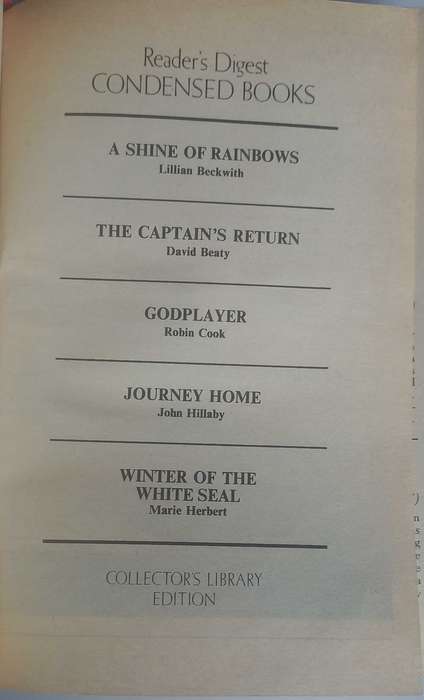 Reader's Digest
CONDENSED BOOKS
A SHINE OF RAINBOWS
Lillian Beckwith
THE CAPTAIN'S RETURN
David Beaty
GODPLAYER
Robin Cook
JOURNEY HOME
John Hillaby
WINTER OF THE
WHITE SEAL
Marie Herbert
COLLECTOR'S LIBRARY
EDITION